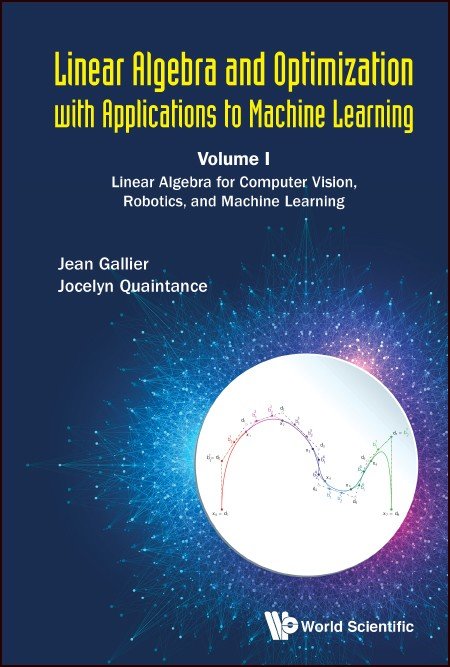 Linear Algebra and Optimization
with Applications to Machine Learning
Volume I
Linear Algebra for Computer Vision,
Robotics, and Machine Learning
Jean Gallier
Jocelyn Quaintance
World Scientific